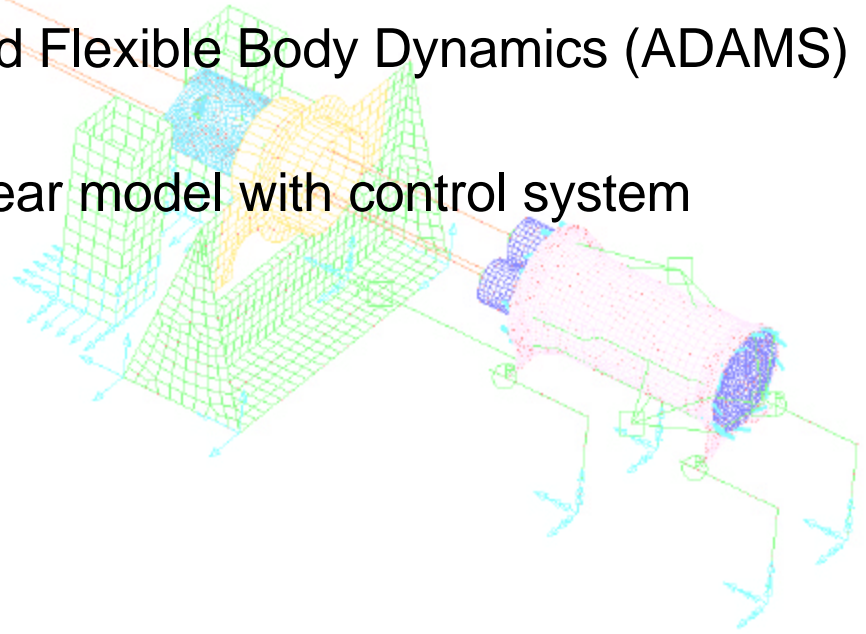 d Flexible Body Dynamics (ADAMS)
ear model with control system